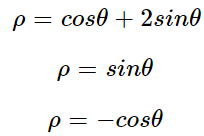 ρ = cosθ + 2sinθ
ρ = sinθ
ρ = −cosθ